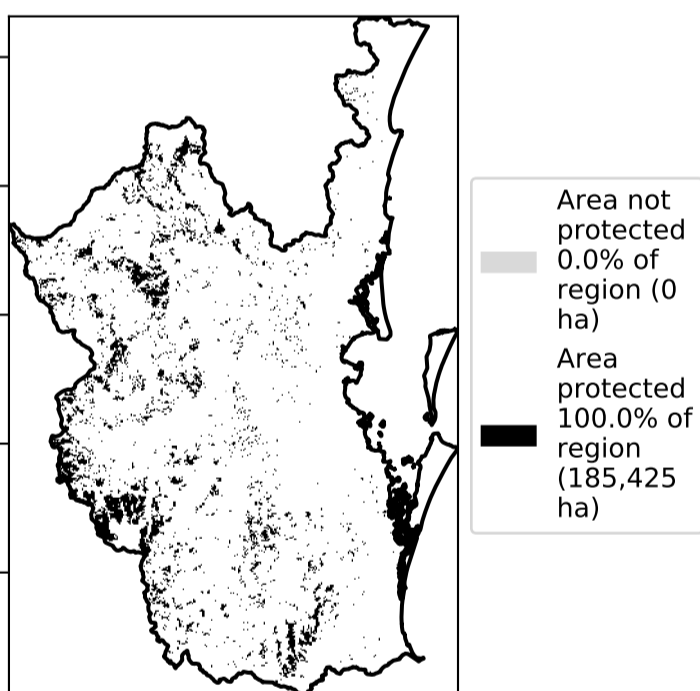 Area not
protected
0.0% of
region (0
ha)
Area
protected
100.0% of
region
(185,425
ha)